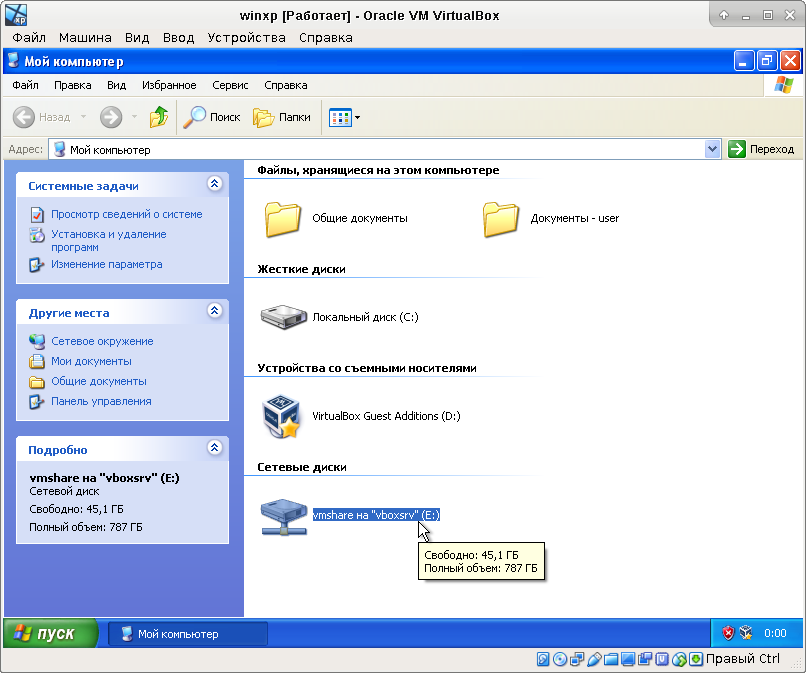 winxp [Работает] - Oracle VM VirtualBox
Файл Машина Вид Ввод Устройства Справка
Мой компьютер
Файл Правка Вид Избранное Сервис Справка
Назад Поиск Папки
Адрес: Мой компьютер Переход
Системные задачи
Просмотр сведений о системе
Установка и удаление
программ
Изменение параметра
Другие места
Сетевое окружение
Мои документы
Общие документы
Панель управления
Подробно
vmshare на "vboxsrv" (E:)
Сетевой диск
Свободно: 45,1 ГБ
Полный объем: 787 ГБ
Файлы, хранящиеся на этом компьютере
Общие документы Документы - user
Жесткие диски
Локальный диск (C:)
Устройства со съемными носителями
VirtualBox Guest Additions (D:)
Сетевые диски
vmshare на "vboxsrv" (E:)
Свободно: 45,1 ГБ
Полный объем: 787 ГБ
пуск Мой компьютер 0:00
Правый Ctrl